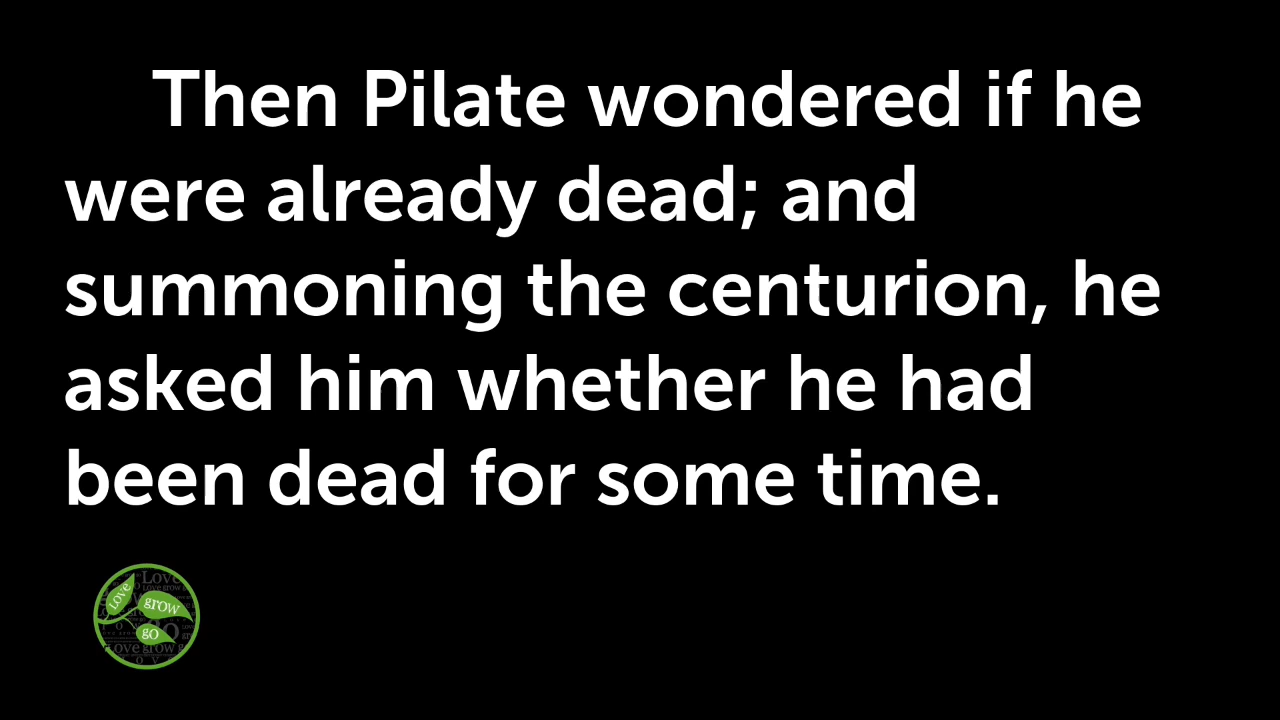 Then Pilate wondered if he
were already dead; and
summoning the centurion, he
asked him whether he had
been dead for some time.
Love
grow
go